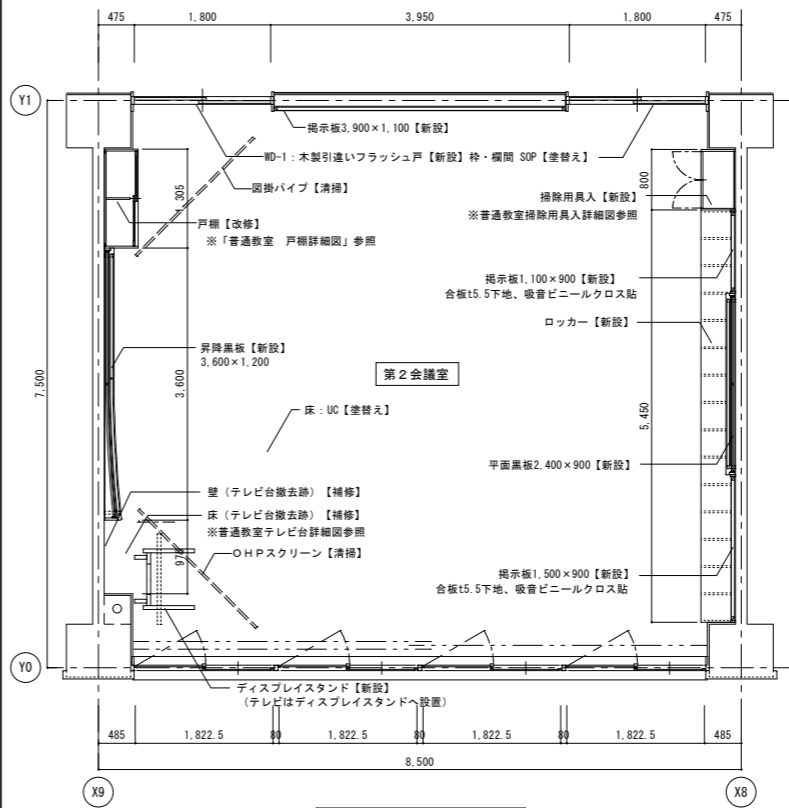 475
1,800
3,950
1,800
475
Y1
掲示板3,900×1,100【新設】
WD-1：木製引違いフラッシュ戸【新設】枠・欄間 SOP【塗替え】
図掛パイプ【清掃】
305
800
戸棚【改修】
※「普通教室　戸棚詳細図」参照
掃除用具入【新設】
※普通教室掃除用具入詳細図参照
掲示板1,100×900【新設】
合板t5.5下地、吸音ビニールクロス貼
ロッカー【新設】
昇降黒板【新設】
3,600×1,200
7,500
3,600
第２会議室
5,450
床：UC【塗替え】
平面黒板2,400×900【新設】
壁（テレビ台撤去跡）【補修】
床（テレビ台撤去跡）【補修】
※普通教室テレビ台詳細図参照
ＯＨＰスクリーン【清掃】
掲示板1,500×900【新設】
合板t5.5下地、吸音ビニールクロス貼
Y0
ディスプレイスタンド【新設】
（テレビはディスプレイスタンドへ設置）
485
1,822.5
80
1,822.5
80
1,822.5
80
1,822.5
485
8,500
X9
X8